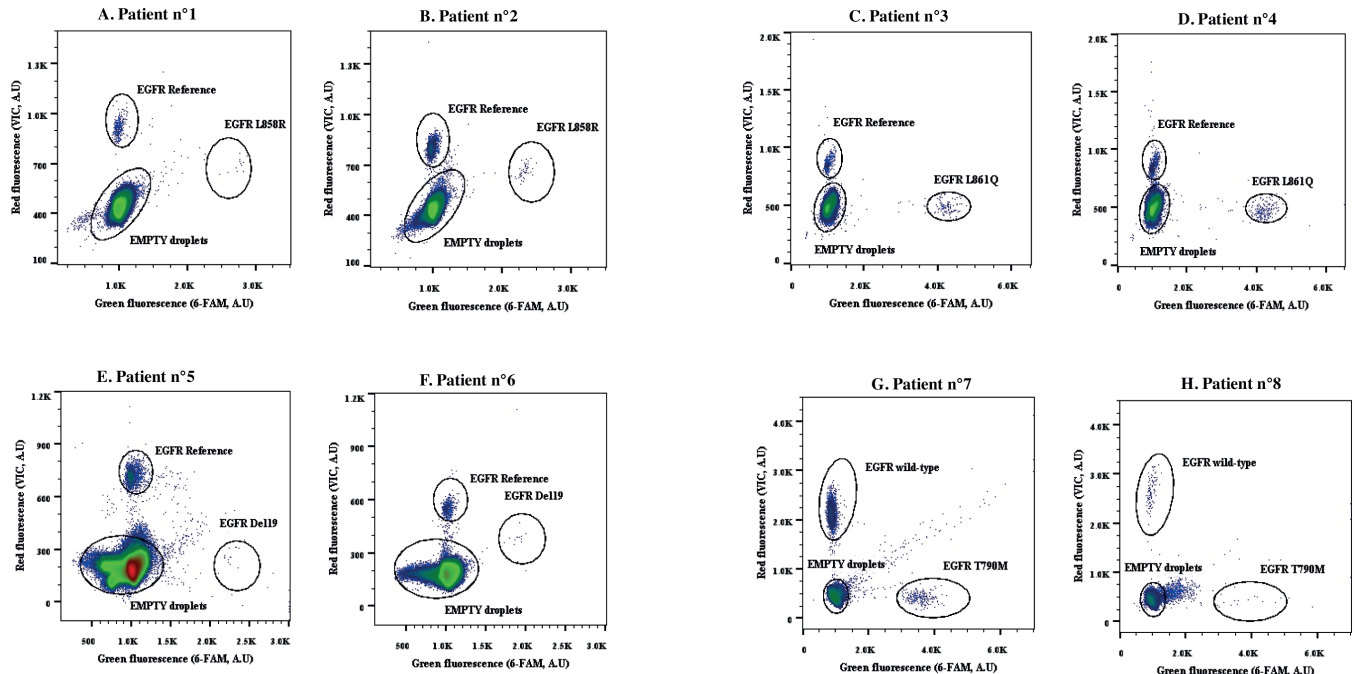 A. Patient n°1
Red fluorescence (VIC, A.U)
1.3K
1.0K
700
400
100
EGFR Reference
EGFR L858R
EMPTY droplets
1.0K 2.0K 3.0K
Green fluorescence (6-FAM, A.U)
B. Patient n°2
Red fluorescence (VIC, A.U)
1.3K
1.0K
700
400
100
EGFR Reference
EGFR L858R
EMPTY droplets
1.0K 2.0K 3.0K
Green fluorescence (6-FAM, A.U)
C. Patient n°3
Red fluorescence (VIC, A.U)
2.0K
1.5K
1.0K
500
0
EGFR Reference
EGFR L861Q
EMPTY droplets
0 2.0K 4.0K 6.0K
Green fluorescence (6-FAM, A.U)
D. Patient n°4
Red fluorescence (VIC, A.U)
2.0K
1.5K
1.0K
500
0
EGFR Reference
EGFR L861Q
EMPTY droplets
0 2.0K 4.0K 6.0K
Green fluorescence (6-FAM, A.U)
E. Patient n°5
Red fluorescence (VIC, A.U)
1.2K
900
600
300
0
EGFR Reference
EGFR Del19
EMPTY droplets
500 1.0K 1.5K 2.0K 2.5K 3.0K
Green fluorescence (6-FAM, A.U)
F. Patient n°6
Red fluorescence (VIC, A.U)
1.2K
900
600
300
0
EGFR Reference
EGFR Del19
EMPTY droplets
500 1.0K 1.5K 2.0K 2.5K 3.0K
Green fluorescence (6-FAM, A.U)
G. Patient n°7
Red fluorescence (VIC, A.U)
4.0K
3.0K
2.0K
1.0K
0
EGFR wild-type
EMPTY droplets
EGFR T790M
0 2.0K 4.0K 6.0K
Green fluorescence (6-FAM, A.U)
H. Patient n°8
Red fluorescence (VIC, A.U)
4.0K
3.0K
2.0K
1.0K
0
EGFR wild-type
EMPTY droplets
EGFR T790M
0 2.0K 4.0K 6.0K
Green fluorescence (6-FAM, A.U)